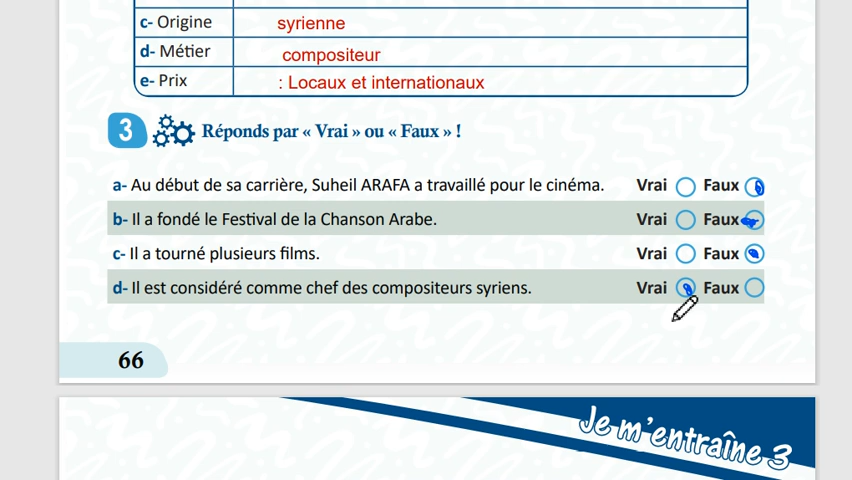 c- Origine syrienne
d- Métier compositeur
e- Prix : Locaux et internationaux
3 Réponds par « Vrai » ou « Faux » !
a- Au début de sa carrière, Suheil ARAFA a travaillé pour le cinéma. Vrai Faux
b- Il a fondé le Festival de la Chanson Arabe. Vrai Faux
c- Il a tourné plusieurs films. Vrai Faux
d- Il est considéré comme chef des compositeurs syriens. Vrai Faux
66
Je m'entraîne 3